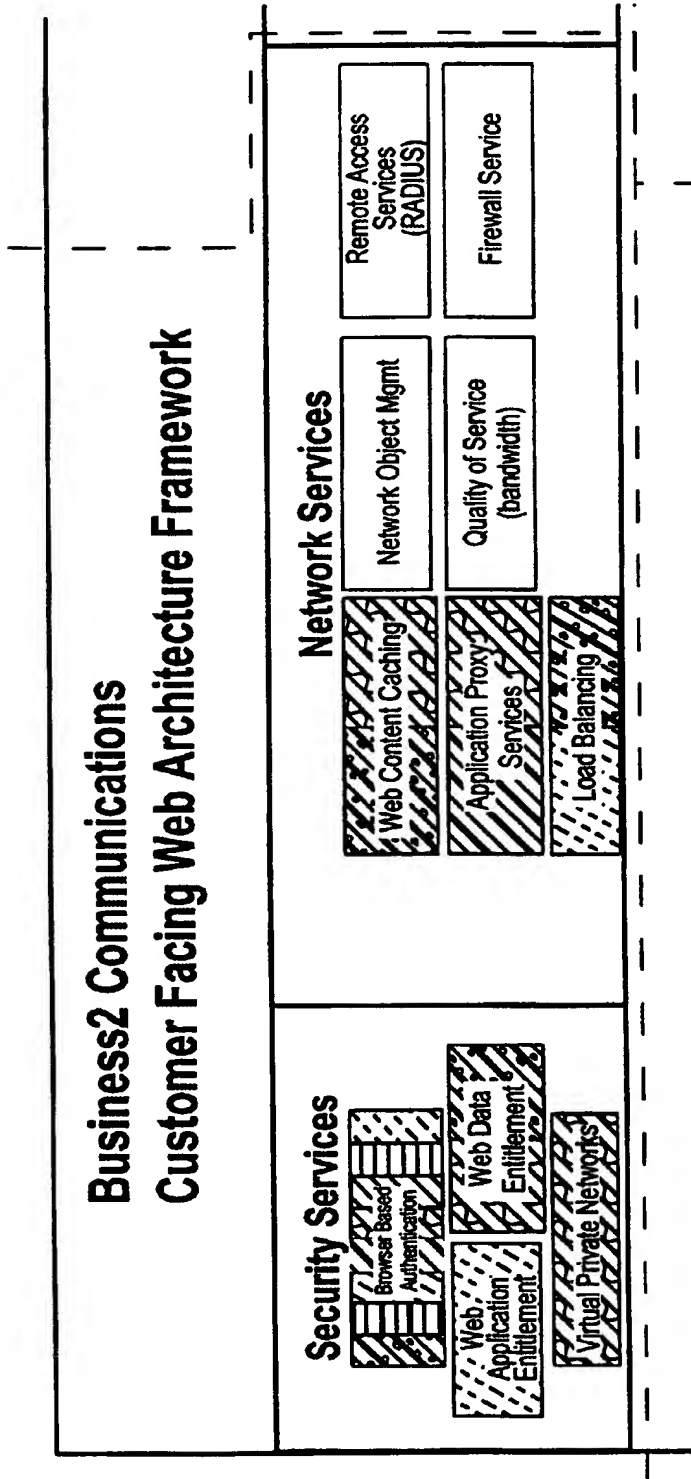 Business2 Communications
Customer Facing Web Architecture Framework
Security Services
Browser Based
Authentication
Web
Application
Entitlement
Web Data
Entitlement
Virtual Private Networks
Network Services
Web Content Caching
Network Object Mgmt
Remote Access
Services
(RADIUS)
Application Proxy
Services
Quality of Service
(bandwidth)
Firewall Service
Load Balancing